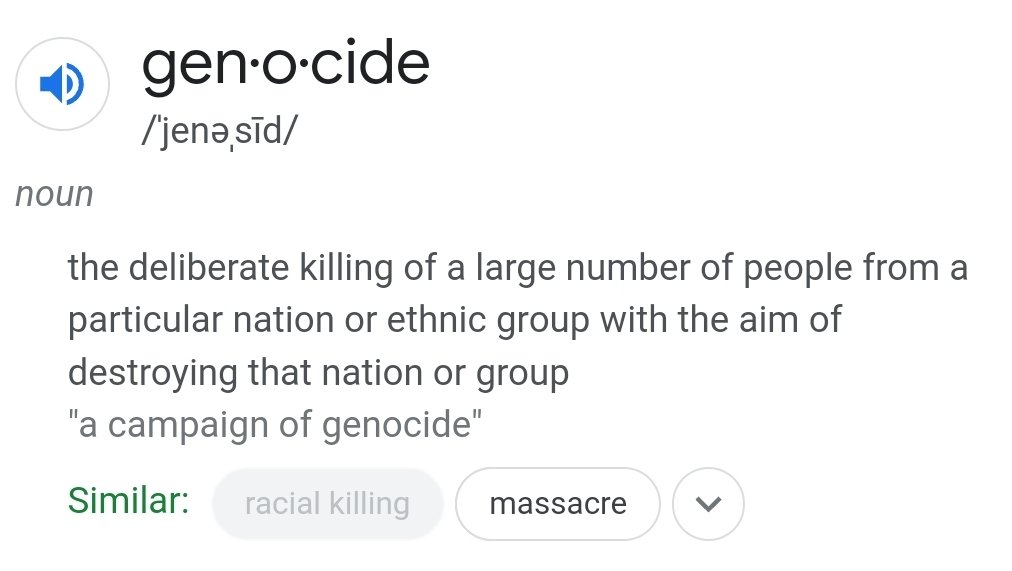 gen·o·cide
/ˈjenəˌsīd/
noun
the deliberate killing of a large number of people from a
particular nation or ethnic group with the aim of
destroying that nation or group
"a campaign of genocide"
Similar: racial killing massacre